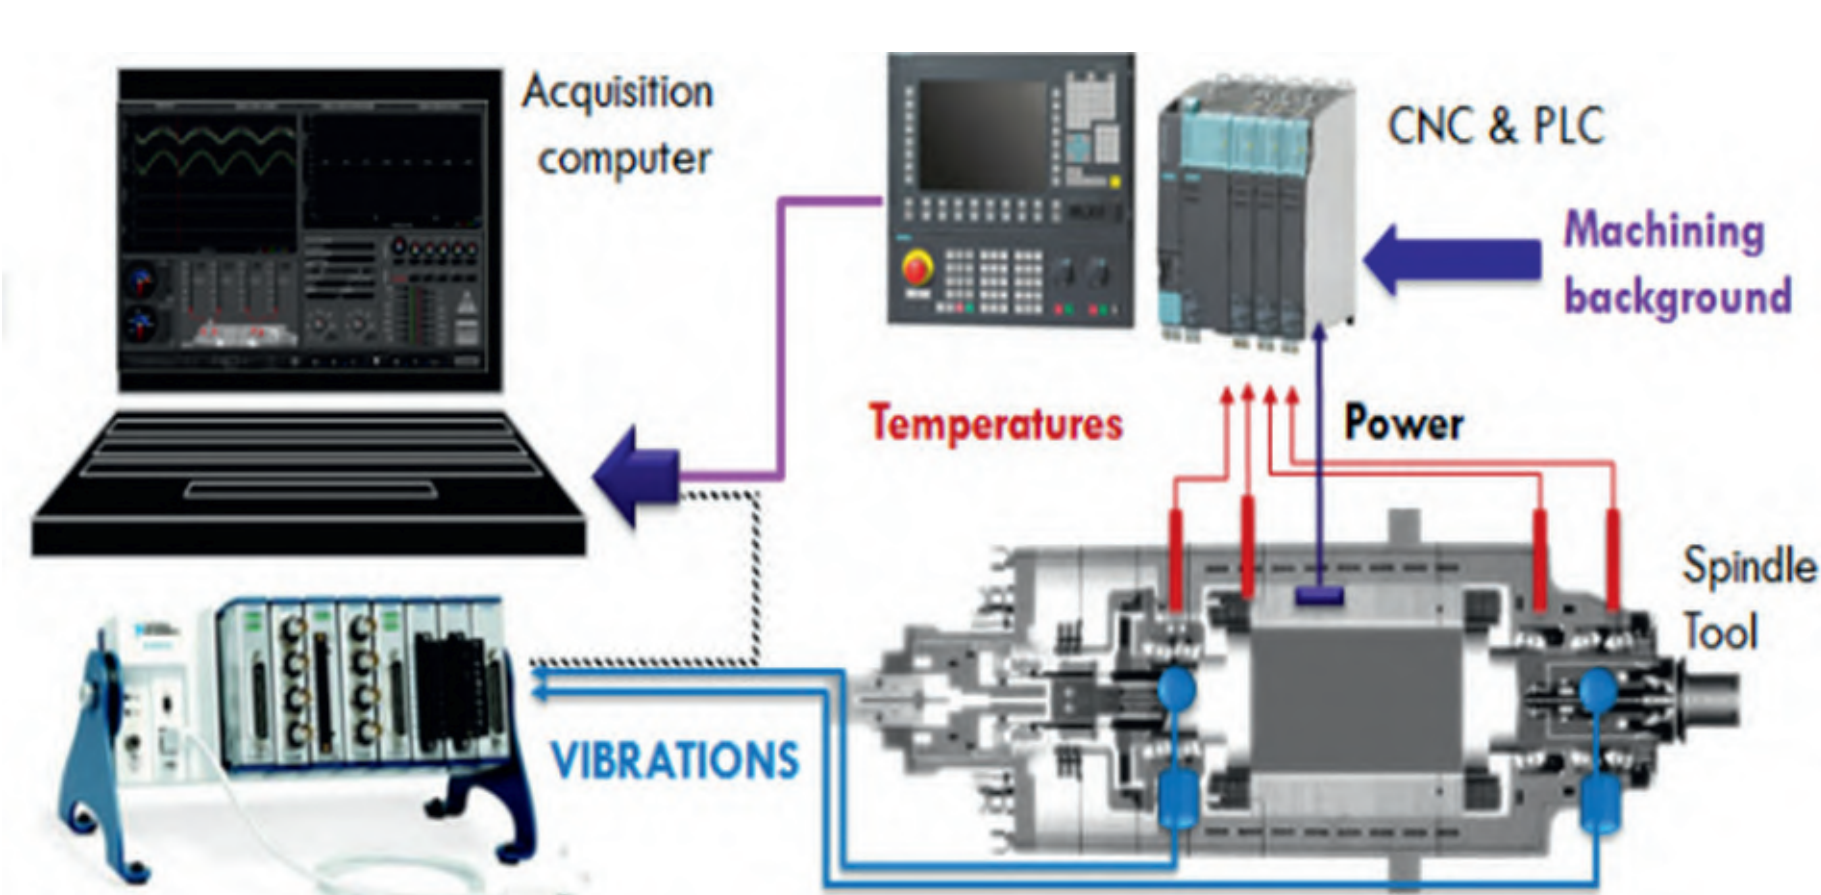 Acquisition
computer
CNC & PLC
Machining
background
Temperatures
Power
Spindle
Tool
VIBRATIONS